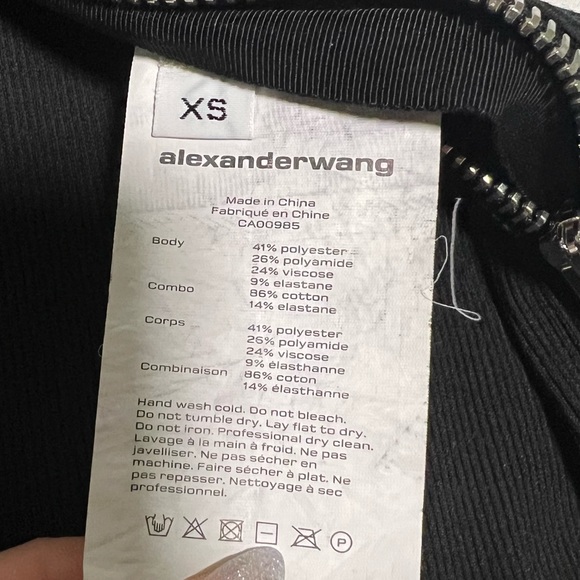 XS
alexanderwang
Made in China
Fabriqué en Chine
CA00985
Body 41% polyester
26% polyamide
24% viscose
9% elastane
Combo 86% cotton
14% elastane
Corps 41% polyester
26% polyamide
24% viscose
9% élasthanne
Combinaison 86% coton
14% élasthanne
Hand wash cold. Do not bleach.
Do not tumble dry. Lay flat to dry.
Do not iron. Professional dry clean.
Lavage à la main à froid. Ne pas
javelliser. Ne pas sécher en
machine. Faire sécher à plat. Ne
pas repasser. Nettoyage à sec
professionnel.
P